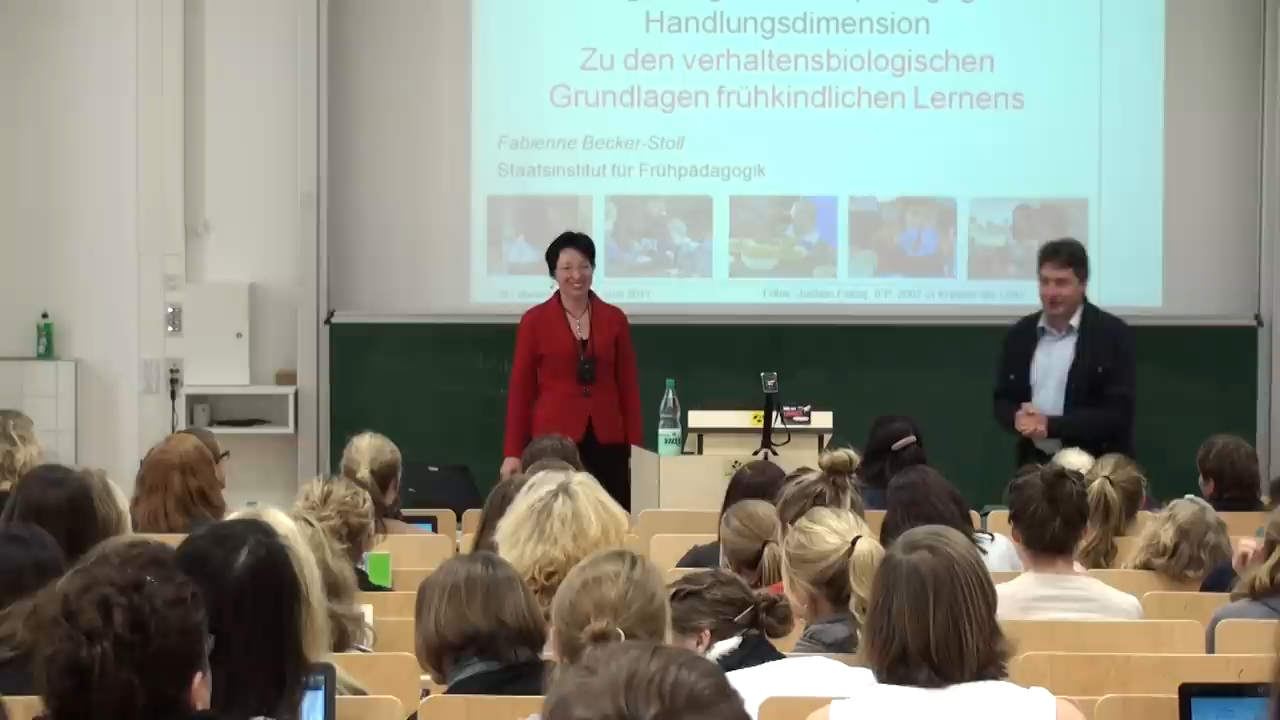 Handlungsdimension
Zu den verhaltensbiologischen
Grundlagen frühkindlichen Lernens
Fabienne Becker-Stoll
Staatsinstitut für Frühpädagogik